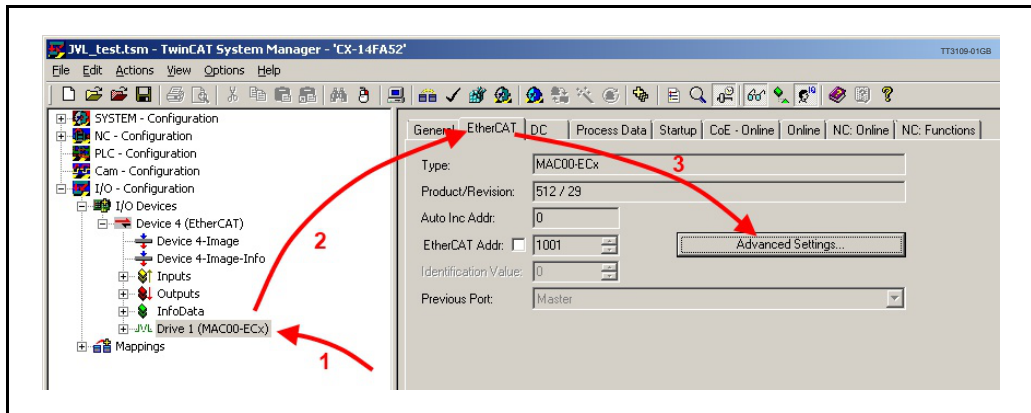 JVL_test.tsm - TwinCAT System Manager - 'CX-14FA52'
TT3109-01GB
File Edit Actions View Options Help
SYSTEM - Configuration
NC - Configuration
PLC - Configuration
Cam - Configuration
I/O - Configuration
I/O Devices
Device 4 (EtherCAT)
Device 4-Image
Device 4-Image-Info
Inputs
Outputs
InfoData
JVL Drive 1 (MAC00-ECx)
Mappings
1
2
General EtherCAT DC Process Data Startup CoE - Online Online NC: Online NC: Functions
3
Type: MAC00-ECx
Product/Revision: 512 / 29
Auto Inc Addr: 0
EtherCAT Addr: 1001 Advanced Settings...
Identification Value: 0
Previous Port: Master